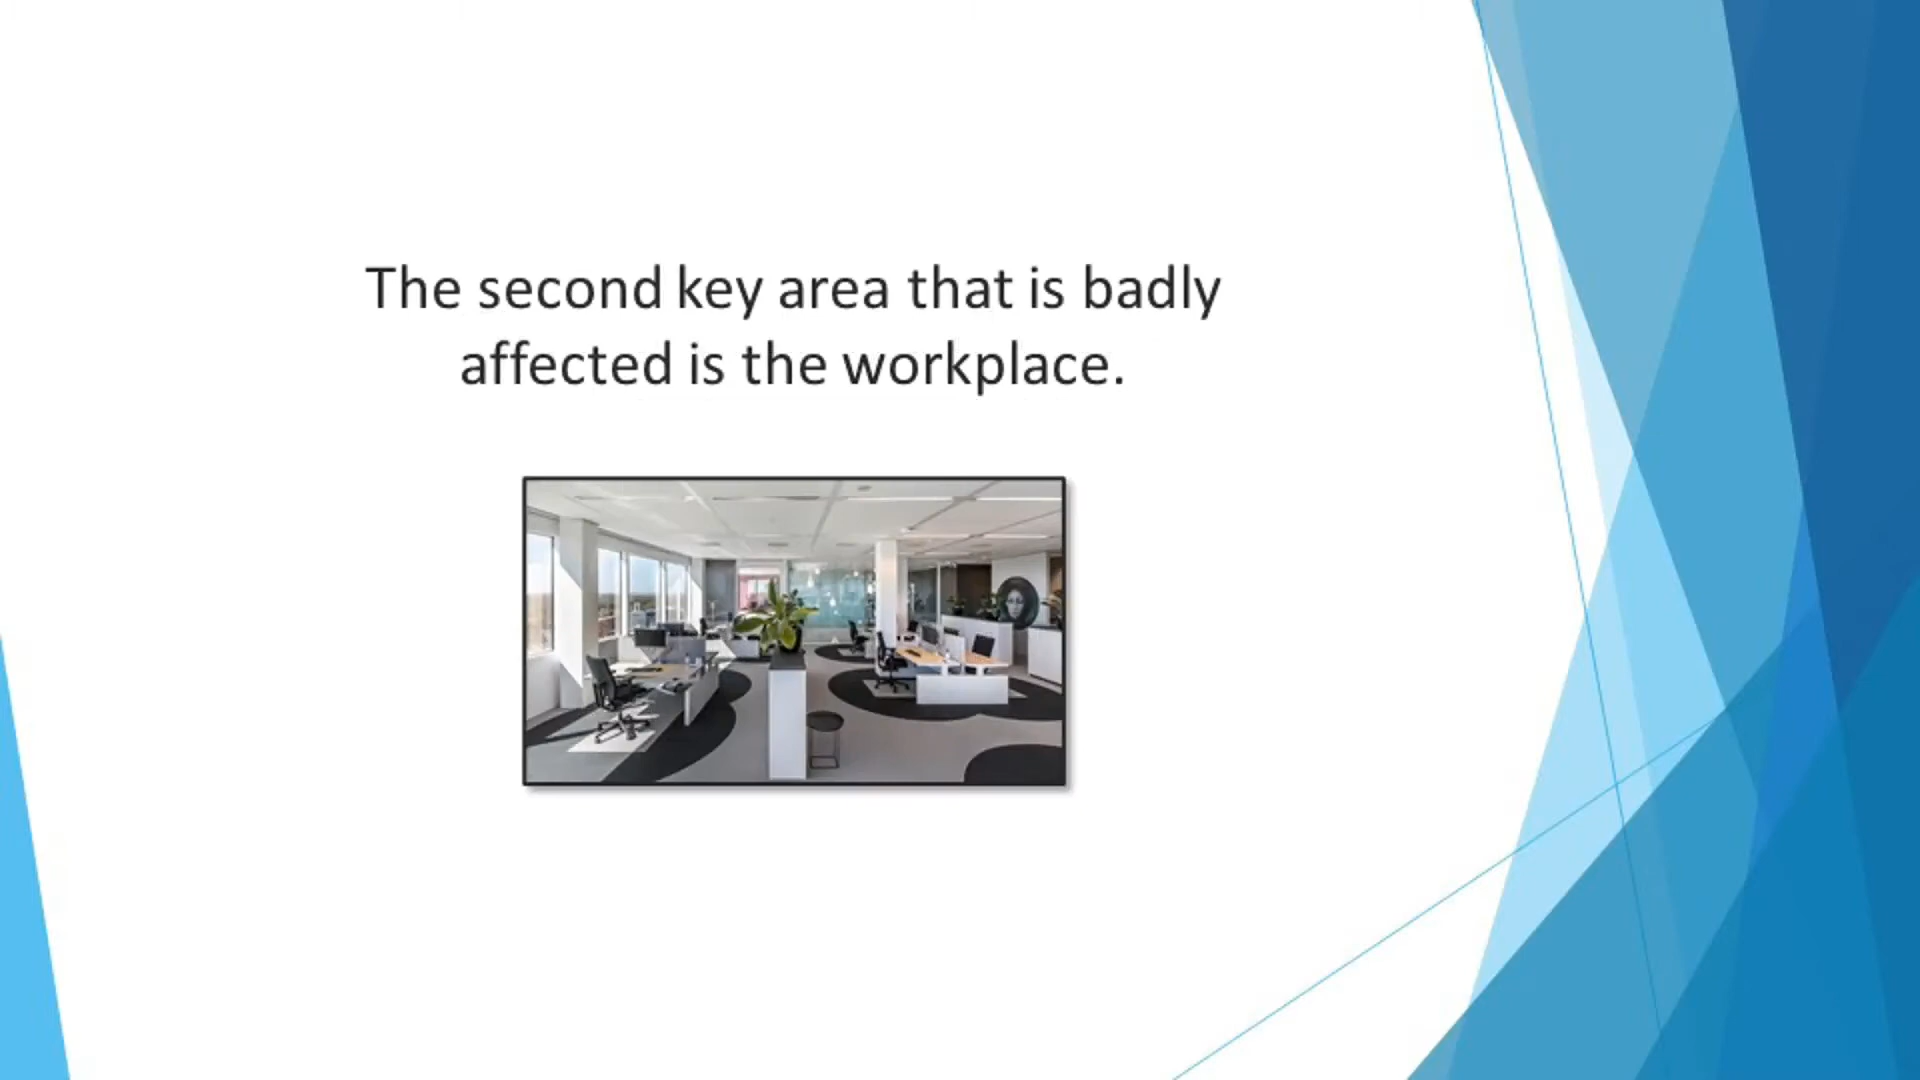 The second key area that is badly
affected is the workplace.